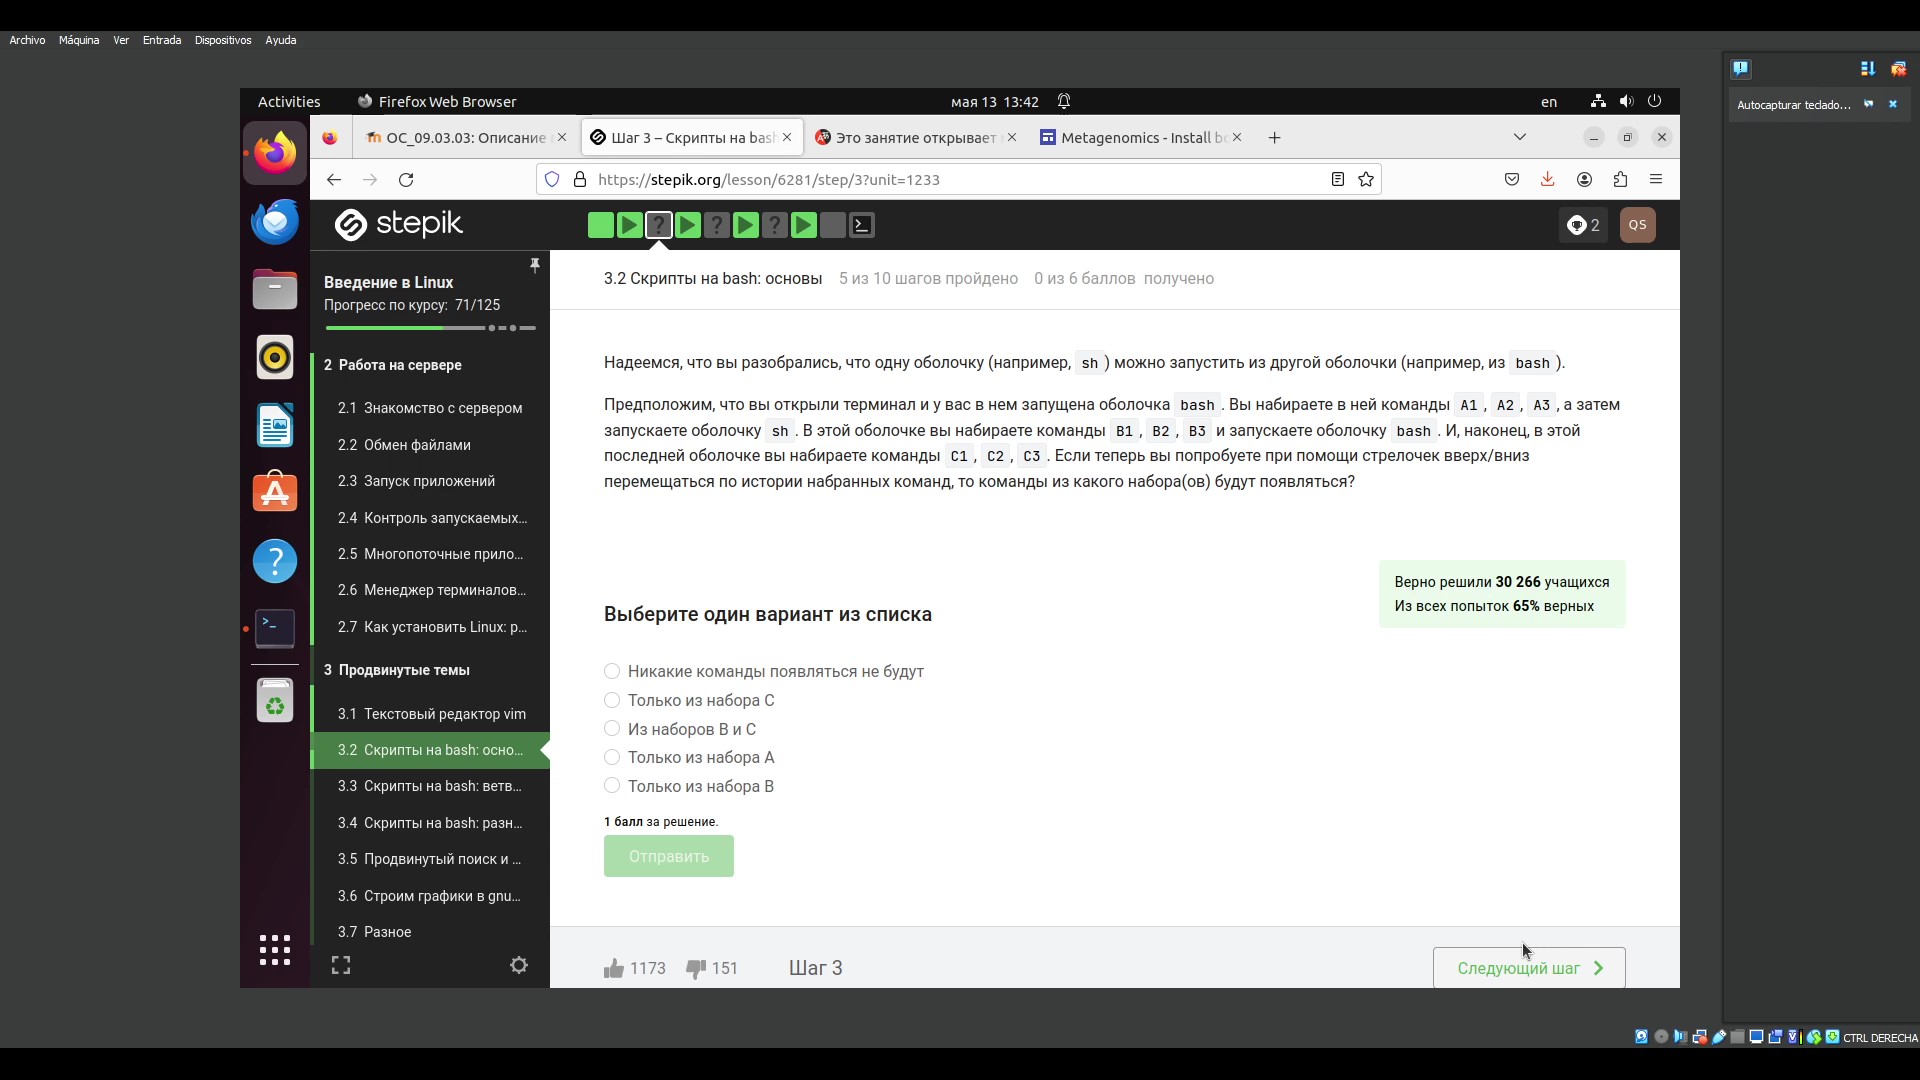 Archivo Máquina Ver Entrada Dispositivos Ayuda
Autocapturar teclado...
Activities Firefox Web Browser мая 13 13:42 en
ОС_09.03.03: Описание Шаг 3 – Скрипты на bash Это занятие открывает Metagenomics - Install bo
https://stepik.org/lesson/6281/step/3?unit=1233
stepik ? ? ? 2 QS
Введение в Linux
Прогресс по курсу: 71/125
2 Работа на сервере
2.1 Знакомство с сервером
2.2 Обмен файлами
2.3 Запуск приложений
2.4 Контроль запускаемых...
2.5 Многопоточные прило...
2.6 Менеджер терминалов...
2.7 Как установить Linux: р...
3 Продвинутые темы
3.1 Текстовый редактор vim
3.2 Скрипты на bash: осно...
3.3 Скрипты на bash: ветв...
3.4 Скрипты на bash: разн...
3.5 Продвинутый поиск и ...
3.6 Строим графики в gnu...
3.7 Разное
3.2 Скрипты на bash: основы 5 из 10 шагов пройдено 0 из 6 баллов получено
Надеемся, что вы разобрались, что одну оболочку (например, sh ) можно запустить из другой оболочки (например, из bash ).
Предположим, что вы открыли терминал и у вас в нем запущена оболочка bash . Вы набираете в ней команды A1 , A2 , A3 , а затем
запускаете оболочку sh . В этой оболочке вы набираете команды B1 , B2 , B3 и запускаете оболочку bash . И, наконец, в этой
последней оболочке вы набираете команды C1 , C2 , C3 . Если теперь вы попробуете при помощи стрелочек вверх/вниз
перемещаться по истории набранных команд, то команды из какого набора(ов) будут появляться?
Верно решили 30 266 учащихся
Из всех попыток 65% верных
Выберите один вариант из списка
Никакие команды появляться не будут
Только из набора C
Из наборов B и C
Только из набора A
Только из набора B
1 балл за решение.
Отправить
1173 151 Шаг 3 Следующий шаг
CTRL DERECHA